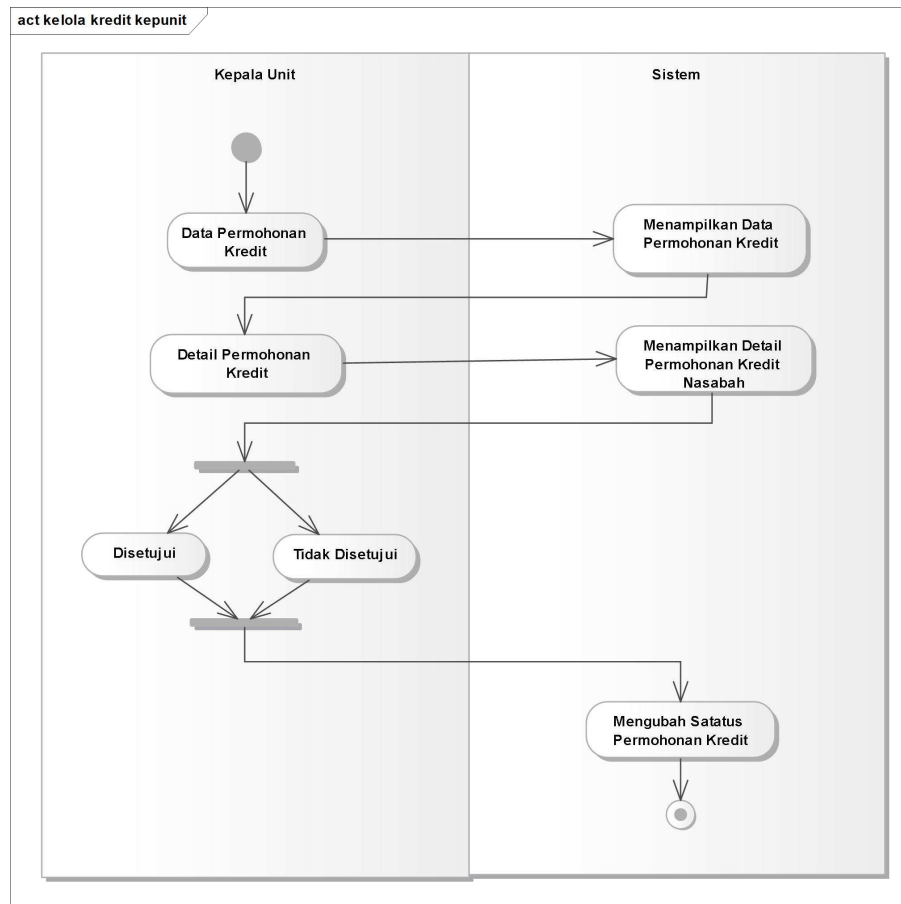 act kelola kredit kepunit
Kepala Unit
Sistem
Data Permohonan
Kredit
Menampilkan Data
Permohonan Kredit
Detail Permohonan
Kredit
Menampilkan Detail
Permohonan Kredit
Nasabah
Disetujui
Tidak Disetujui
Mengubah Satatus
Permohonan Kredit